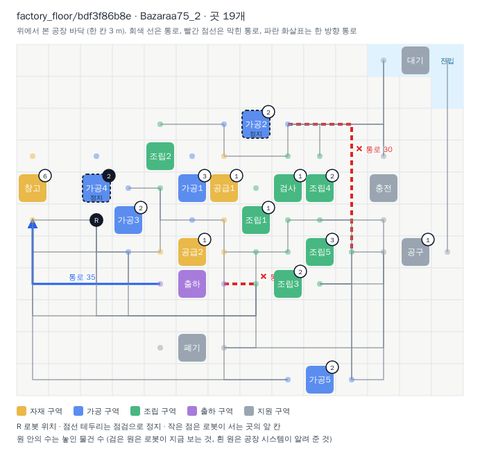 factory_floor/bdf3f86b8e · Bazaraa75_2 · 곳 19개
위에서 본 공장 바닥 (한 칸 3 m). 회색 선은 통로, 빨간 점선은 막힌 통로, 파란 화살표는 한 방향 통로
대기
전립
2
가공2
정지
✕ 통로 30
조립2
6
창고
2
가공4
정지
3
가공1
1
공급1
1
검사
2
조립4
충전
R
2
가공3
1
조립1
1
공급2
3
조립5
1
공구
통로 35
출하
✕
2
조립3
폐기
2
가공5
자재 구역
가공 구역
조립 구역
출하 구역
지원 구역
R 로봇 위치 · 점선 테두리는 점검으로 정지 · 작은 점은 로봇이 서는 곳의 앞 칸
원 안의 수는 놓인 물건 수 (검은 원은 로봇이 지금 보는 것, 흰 원은 공장 시스템이 알려 준 것)